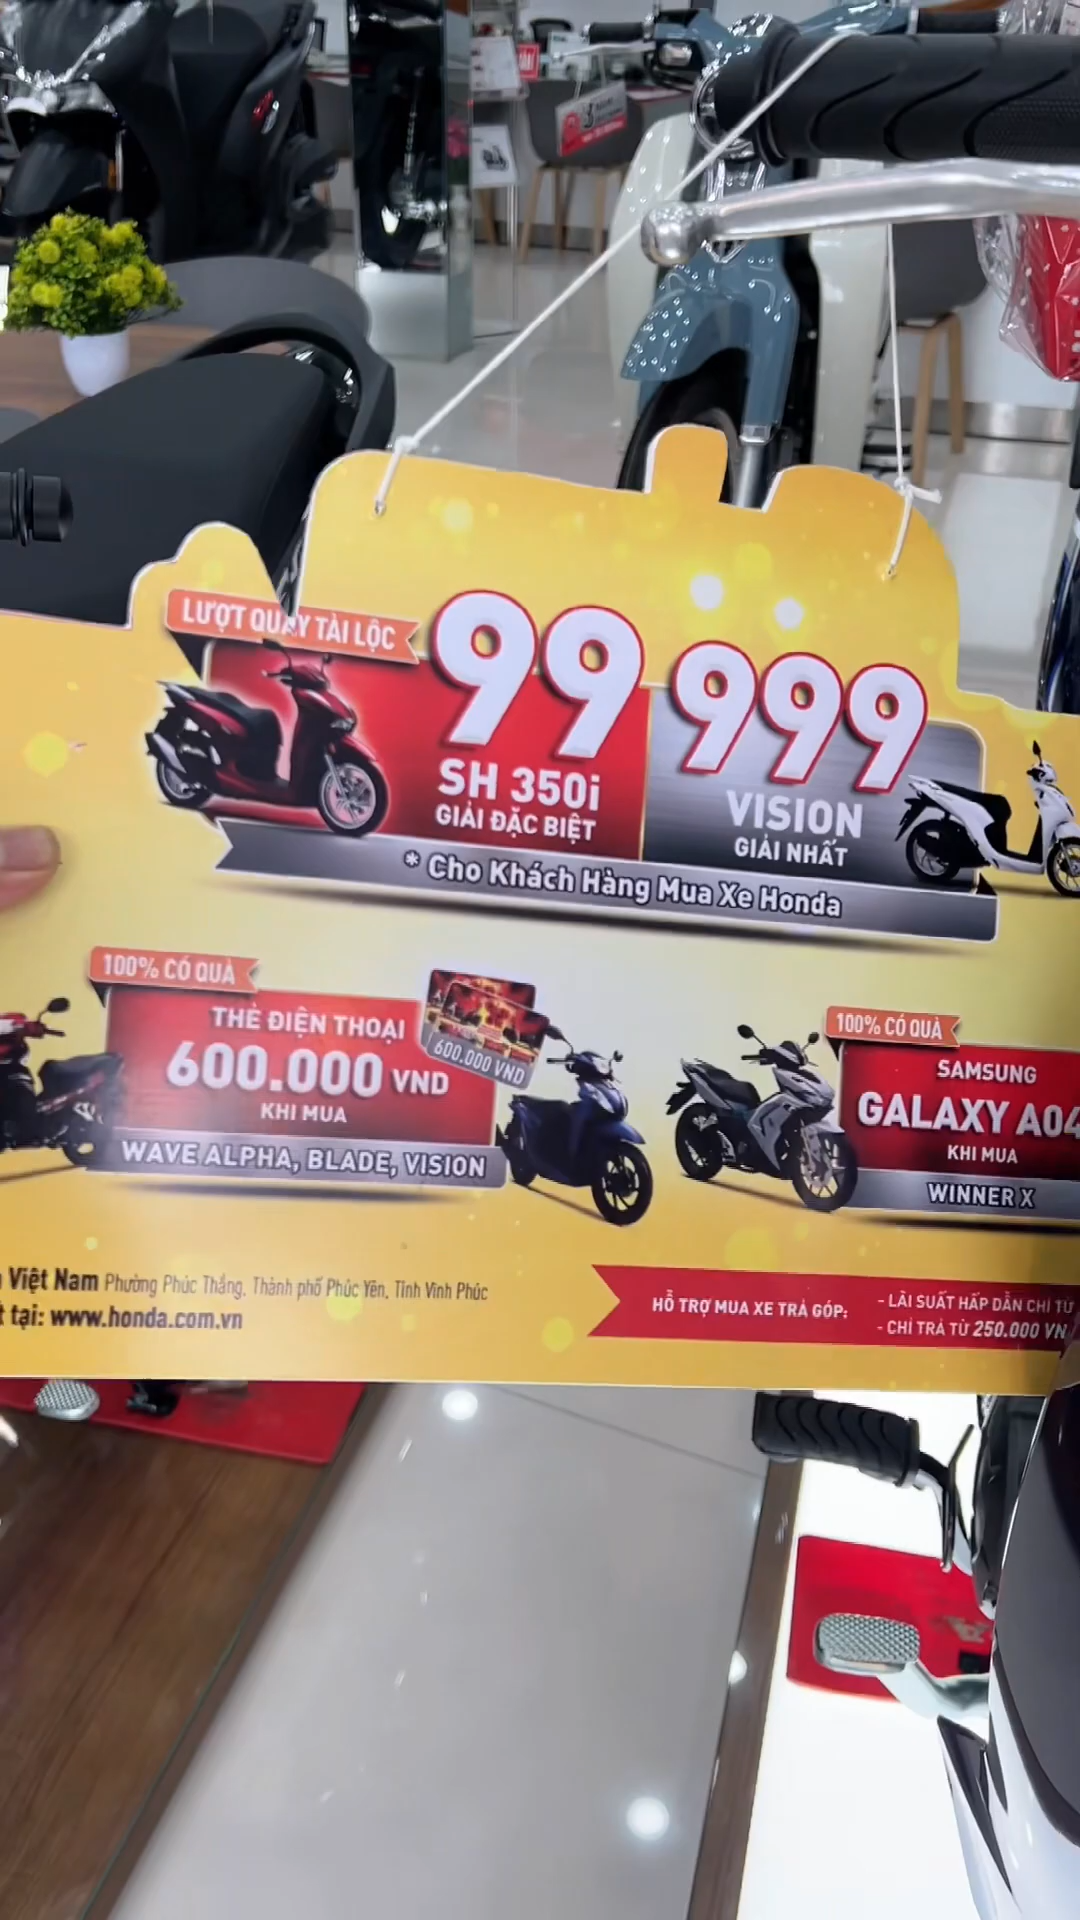 LƯỢT QUAY TÀI LỘC
99
SH 350i
GIẢI ĐẶC BIỆT
999
VISION
GIẢI NHẤT
* Cho Khách Hàng Mua Xe Honda
100% CÓ QUÀ
THẺ ĐIỆN THOẠI
600.000 VND
KHI MUA
WAVE ALPHA, BLADE, VISION
600.000 VND
100% CÓ QUÀ
SAMSUNG
GALAXY A04
KHI MUA
WINNER X
Việt Nam Phường Phúc Thắng, Thành phố Phúc Yên, Tỉnh Vĩnh Phúc
tại: www.honda.com.vn
HỖ TRỢ MUA XE TRẢ GÓP:
- LÃI SUẤT HẤP DẪN CHỈ TỪ
- CHỈ TRẢ TỪ 250.000 VN